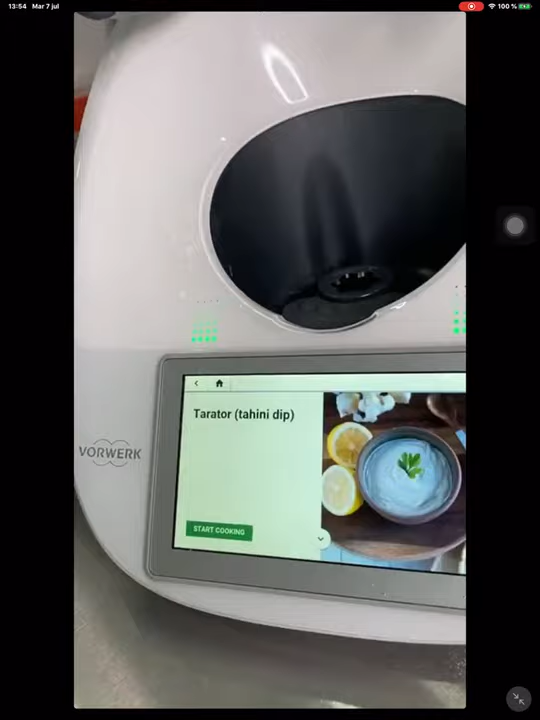 13:54 Mar 7 jul
100 %
Tarator (tahini dip)
VORWERK
START COOKING